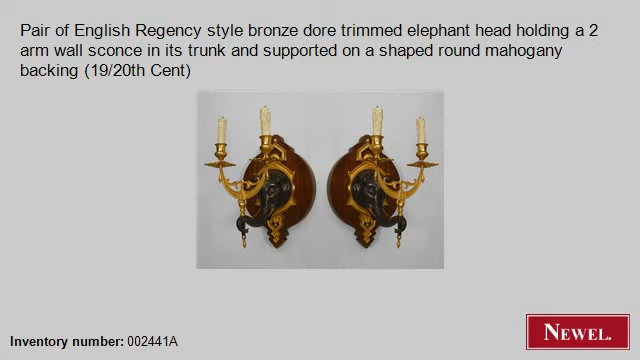 Pair of English Regency style bronze dore trimmed elephant head holding a 2
arm wall sconce in its trunk and supported on a shaped round mahogany
backing (19/20th Cent)
Inventory number: 002441A
NEWEL.